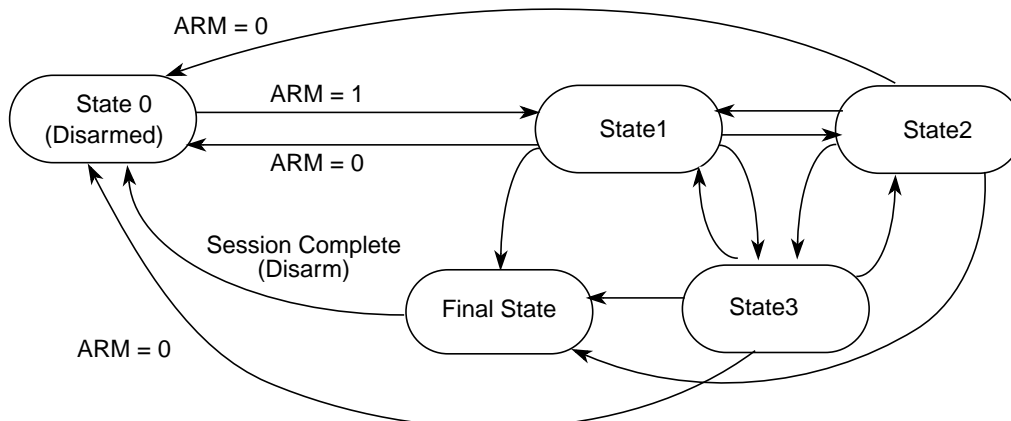 ARM = 0
State 0
(Disarmed)
ARM = 1
ARM = 0
State1
State2
Session Complete
(Disarm)
Final State
State3
ARM = 0